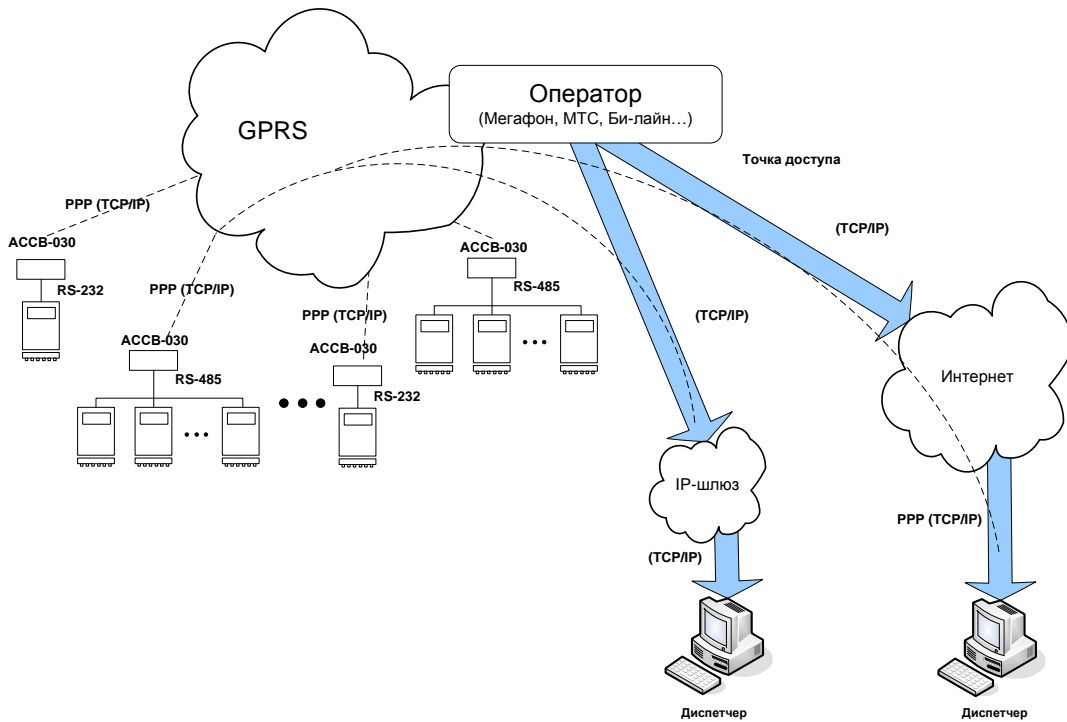 Оператор
(Мегафон, МТС, Би-лайн…)
GPRS
Точка доступа
PPP (TCP/IP)
(TCP/IP)
АССВ-030
АССВ-030
RS-232
PPP (TCP/IP)
RS-485
PPP (TCP/IP)
(TCP/IP)
АССВ-030
АССВ-030
RS-485
RS-232
Интернет
IP-шлюз
PPP (TCP/IP)
(TCP/IP)
Диспетчер
Диспетчер